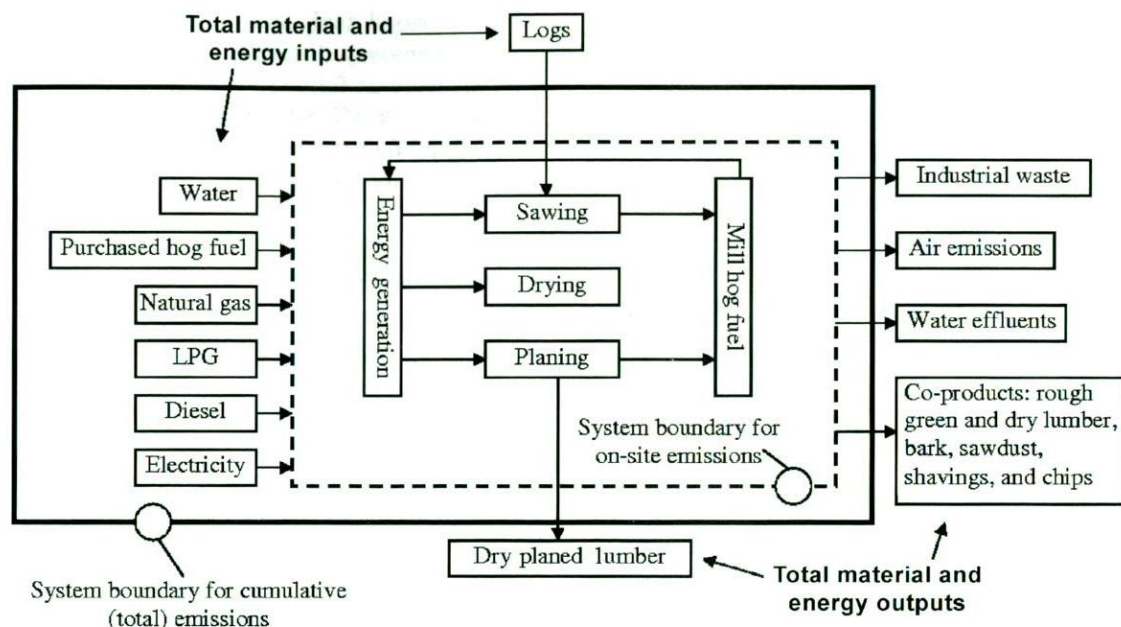 Total material and
energy inputs
Logs
Water
Purchased hog fuel
Natural gas
LPG
Diesel
Electricity
Energy generation
Sawing
Drying
Planing
Mill hog fuel
System boundary for
on-site emissions
Industrial waste
Air emissions
Water effluents
Co-products: rough
green and dry lumber,
bark, sawdust,
shavings, and chips
Dry planed lumber
System boundary for cumulative
(total) emissions
Total material and
energy outputs